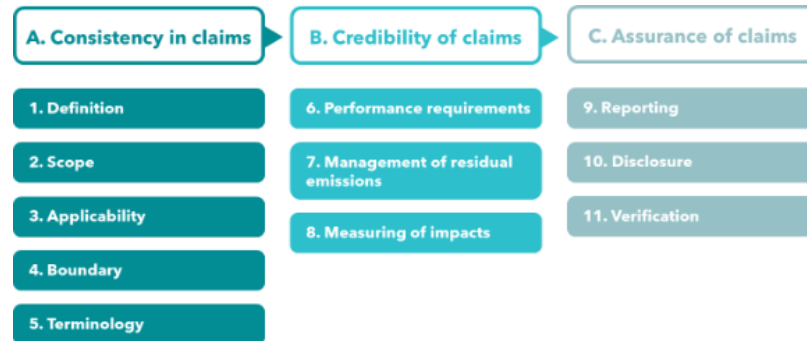 A. Consistency in claims
B. Credibility of claims
C. Assurance of claims
1. Definition
2. Scope
3. Applicability
4. Boundary
5. Terminology
6. Performance requirements
7. Management of residual
emissions
8. Measuring of impacts
9. Reporting
10. Disclosure
11. Verification